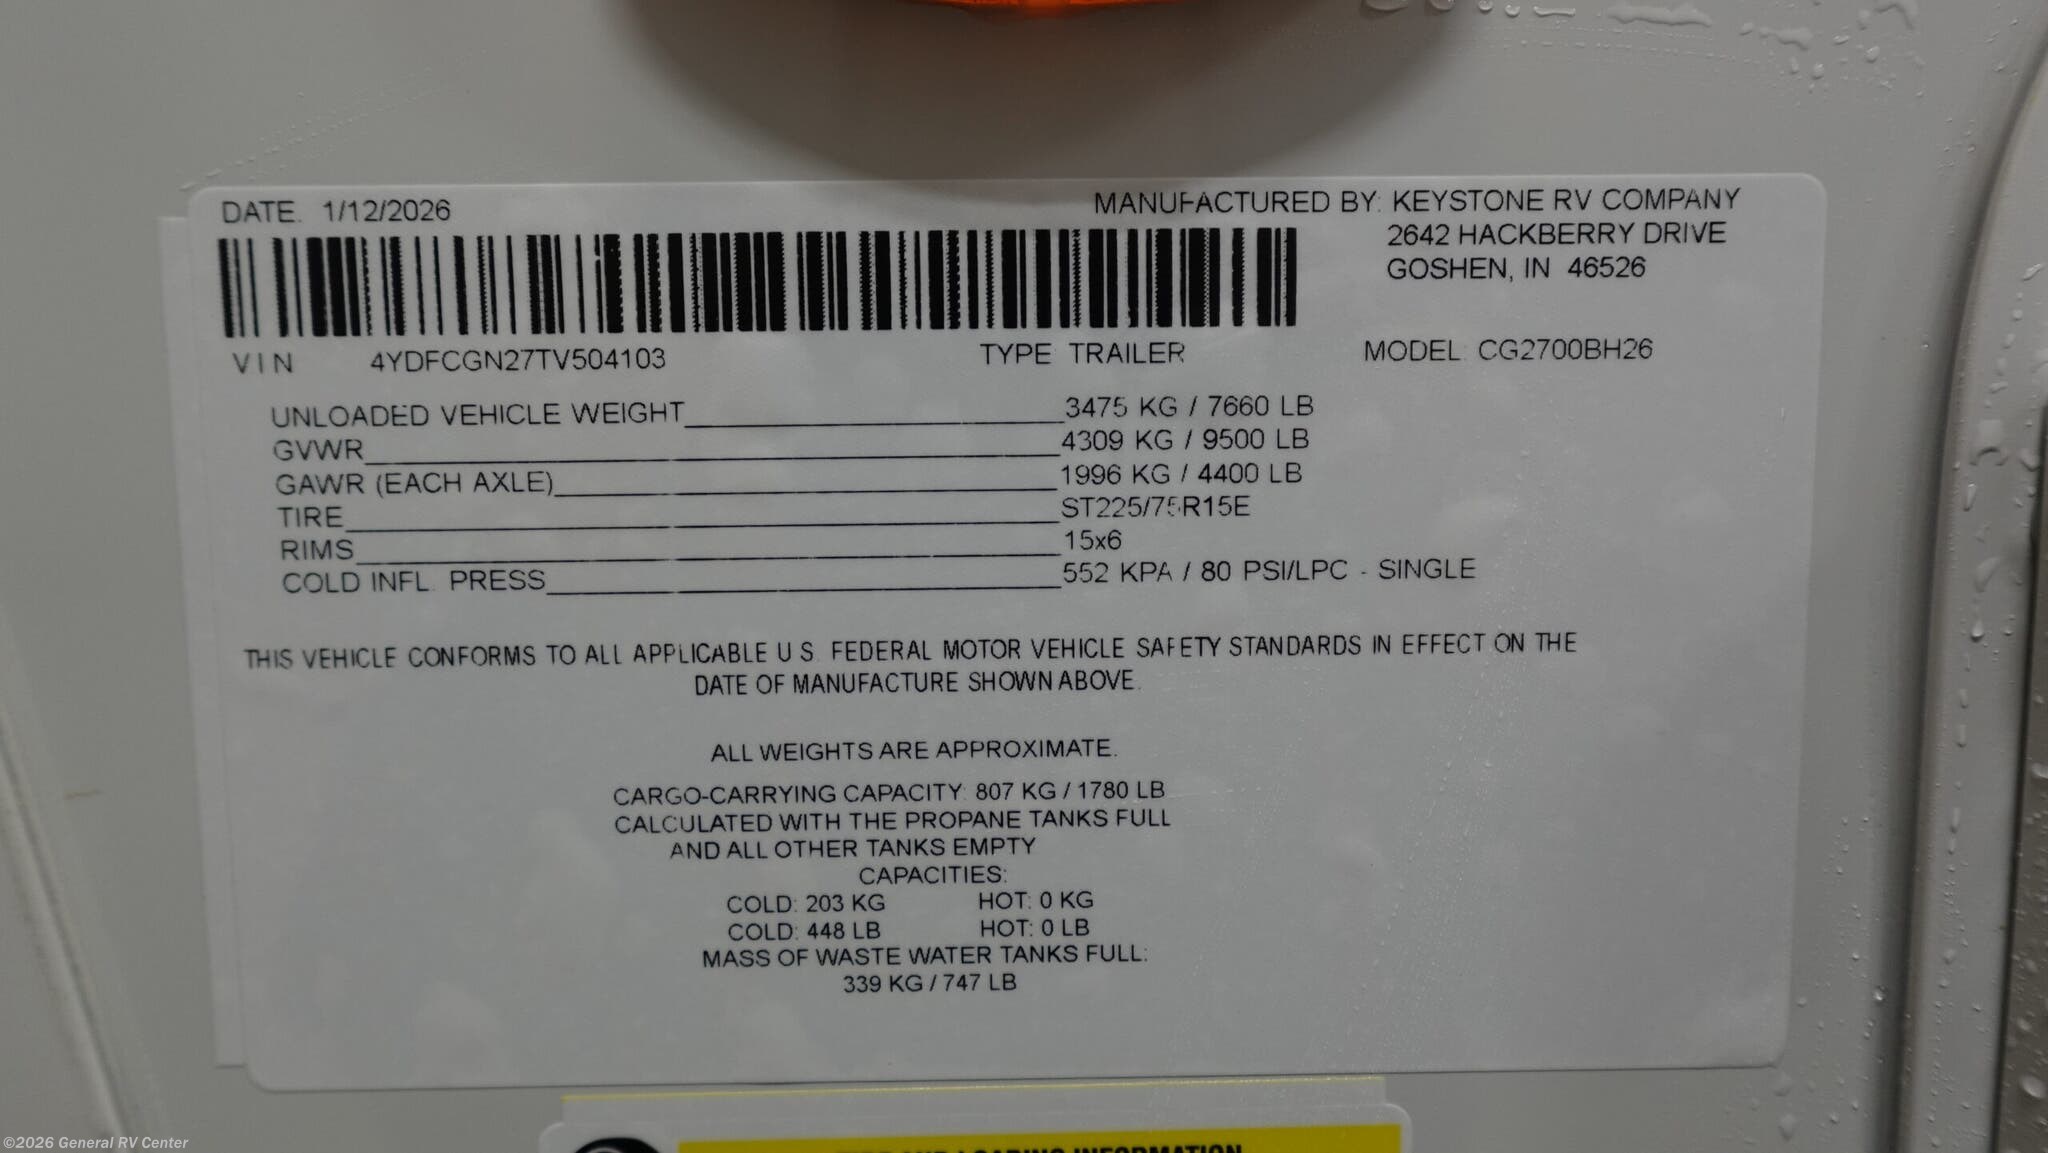 DATE. 1/12/2026
MANUFACTURED BY: KEYSTONE RV COMPANY
2642 HACKBERRY DRIVE
GOSHEN, IN 46526
VIN 4YDFCGN27TV504103 TYPE TRAILER MODEL: CG2700BH26
UNLOADED VEHICLE WEIGHT 3475 KG / 7660 LB
GVWR 4309 KG / 9500 LB
GAWR (EACH AXLE) 1996 KG / 4400 LB
TIRE ST225/75R15E
RIMS 15x6
COLD INFL. PRESS 552 KPA / 80 PSI/LPC - SINGLE
THIS VEHICLE CONFORMS TO ALL APPLICABLE U.S. FEDERAL MOTOR VEHICLE SAFETY STANDARDS IN EFFECT ON THE
DATE OF MANUFACTURE SHOWN ABOVE.
ALL WEIGHTS ARE APPROXIMATE.
CARGO-CARRYING CAPACITY: 807 KG / 1780 LB
CALCULATED WITH THE PROPANE TANKS FULL
AND ALL OTHER TANKS EMPTY
CAPACITIES:
COLD: 203 KG HOT: 0 KG
COLD: 448 LB HOT: 0 LB
MASS OF WASTE WATER TANKS FULL:
339 KG / 747 LB
TIRE AND LOADING INFORMATION
©2026 General RV Center